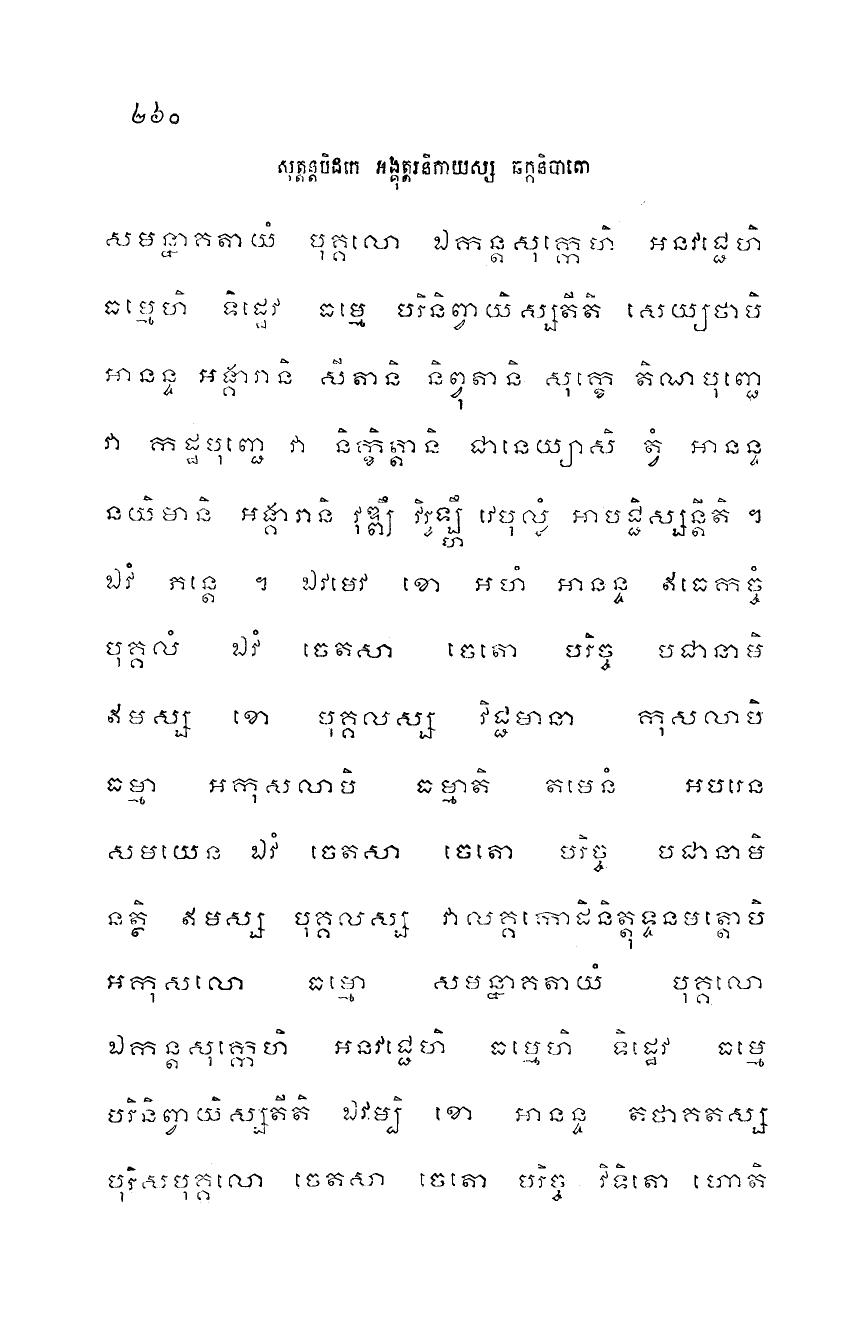 ២៦០
សុត្តន្តបិដកេ អង្គុត្តរនិកាយស្ស ឆក្កនិបាតោ
សមន្នាគតាយំ បុគ្គលោ ឯកន្តសុក្កេហិ អនវជ្ជេហិ
ធម្មេហិ ទិដ្ឋេវ ធម្មេ បរិនិព្វាយិស្សតីតិ សេយ្យថាបិ
អានន្ទ អង្គារានិ សីតានិ និព្វុតានិ សុក្ខេ តិណបុញ្ជេ
វា កដ្ឋបុញ្ជេ វា និក្ខិត្តានិ ជានេយ្យាសិ ត្វំ អានន្ទ
នយិមានិ អង្គារានិ វុឌ្ឍឹ វិរូឡ្ហឹ វេបុល្លំ អាបជ្ជិស្សន្តីតិ ។
ឯវំ ភន្តេ ។ ឯវមេវ ខោ អហំ អានន្ទ ឥធេកច្ចំ
បុគ្គលំ ឯវំ ចេតសា ចេតោ បរិច្ច បជានាមិ
ឥមស្ស ខោ បុគ្គលស្ស វិជ្ជមានា កុសលាបិ
ធម្មា អកុសលាបិ ធម្មាតិ តមេនំ អបរេន
សមយេន ឯវំ ចេតសា ចេតោ បរិច្ច បជានាមិ
នត្ថិ ឥមស្ស បុគ្គលស្ស វាលគ្គកោដិនិត្តុទ្ទនមត្តោបិ
អកុសលោ ធម្មោ សមន្នាគតាយំ បុគ្គលោ
ឯកន្តសុក្កេហិ អនវជ្ជេហិ ធម្មេហិ ទិដ្ឋេវ ធម្មេ
បរិនិព្វាយិស្សតីតិ ឯវម្បិ ខោ អានន្ទ តថាគតស្ស
បុរិសបុគ្គលោ ចេតសា ចេតោ បរិច្ច វិទិតោ ហោតិ